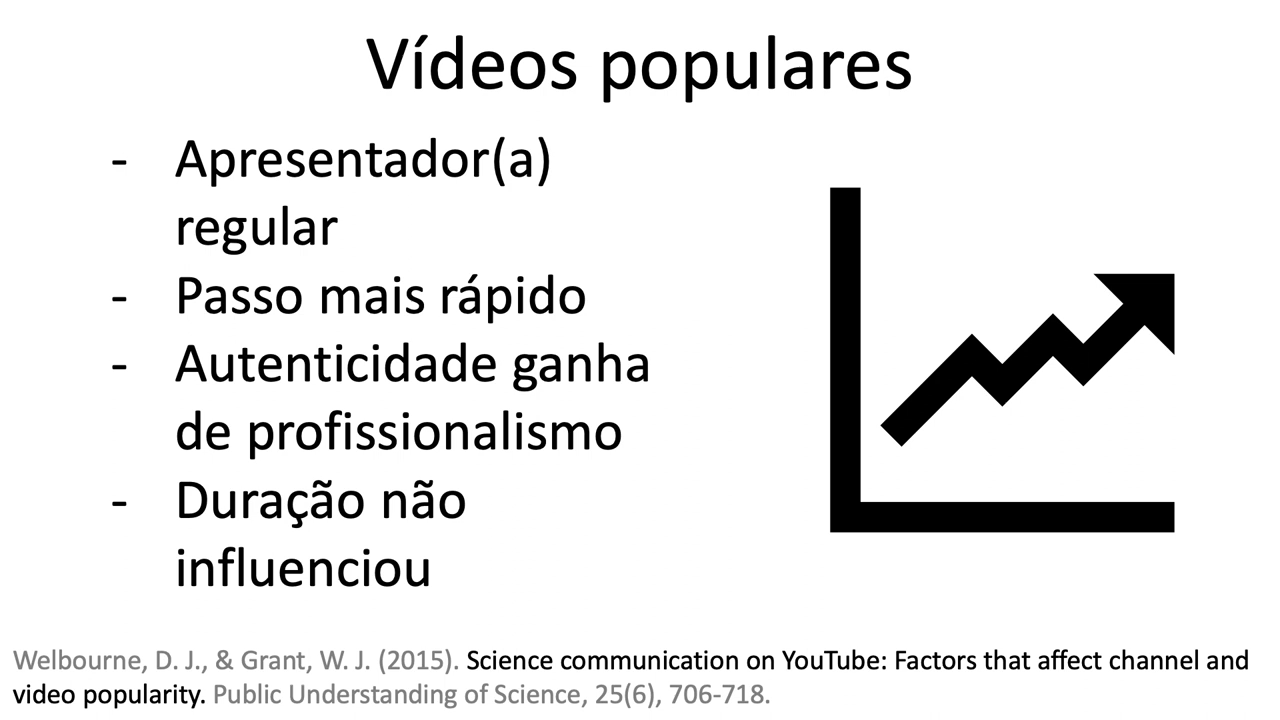 Vídeos populares
- Apresentador(a)
regular
- Passo mais rápido
- Autenticidade ganha
de profissionalismo
- Duração não
influenciou
Welbourne, D. J., & Grant, W. J. (2015). Science communication on YouTube: Factors that affect channel and
video popularity. Public Understanding of Science, 25(6), 706-718.